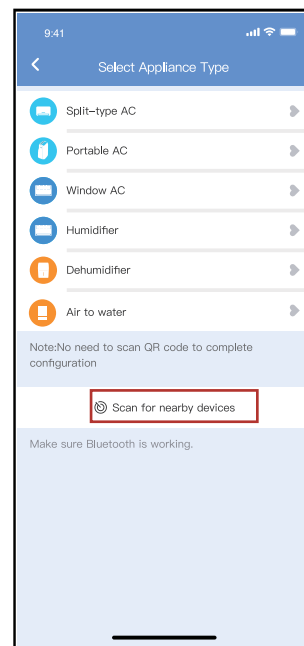 9:41
Select Appliance Type
Split-type AC
Portable AC
Window AC
Humidifier
Dehumidifier
Air to water
Note:No need to scan QR code to complete
configuration
Scan for nearby devices
Make sure Bluetooth is working.